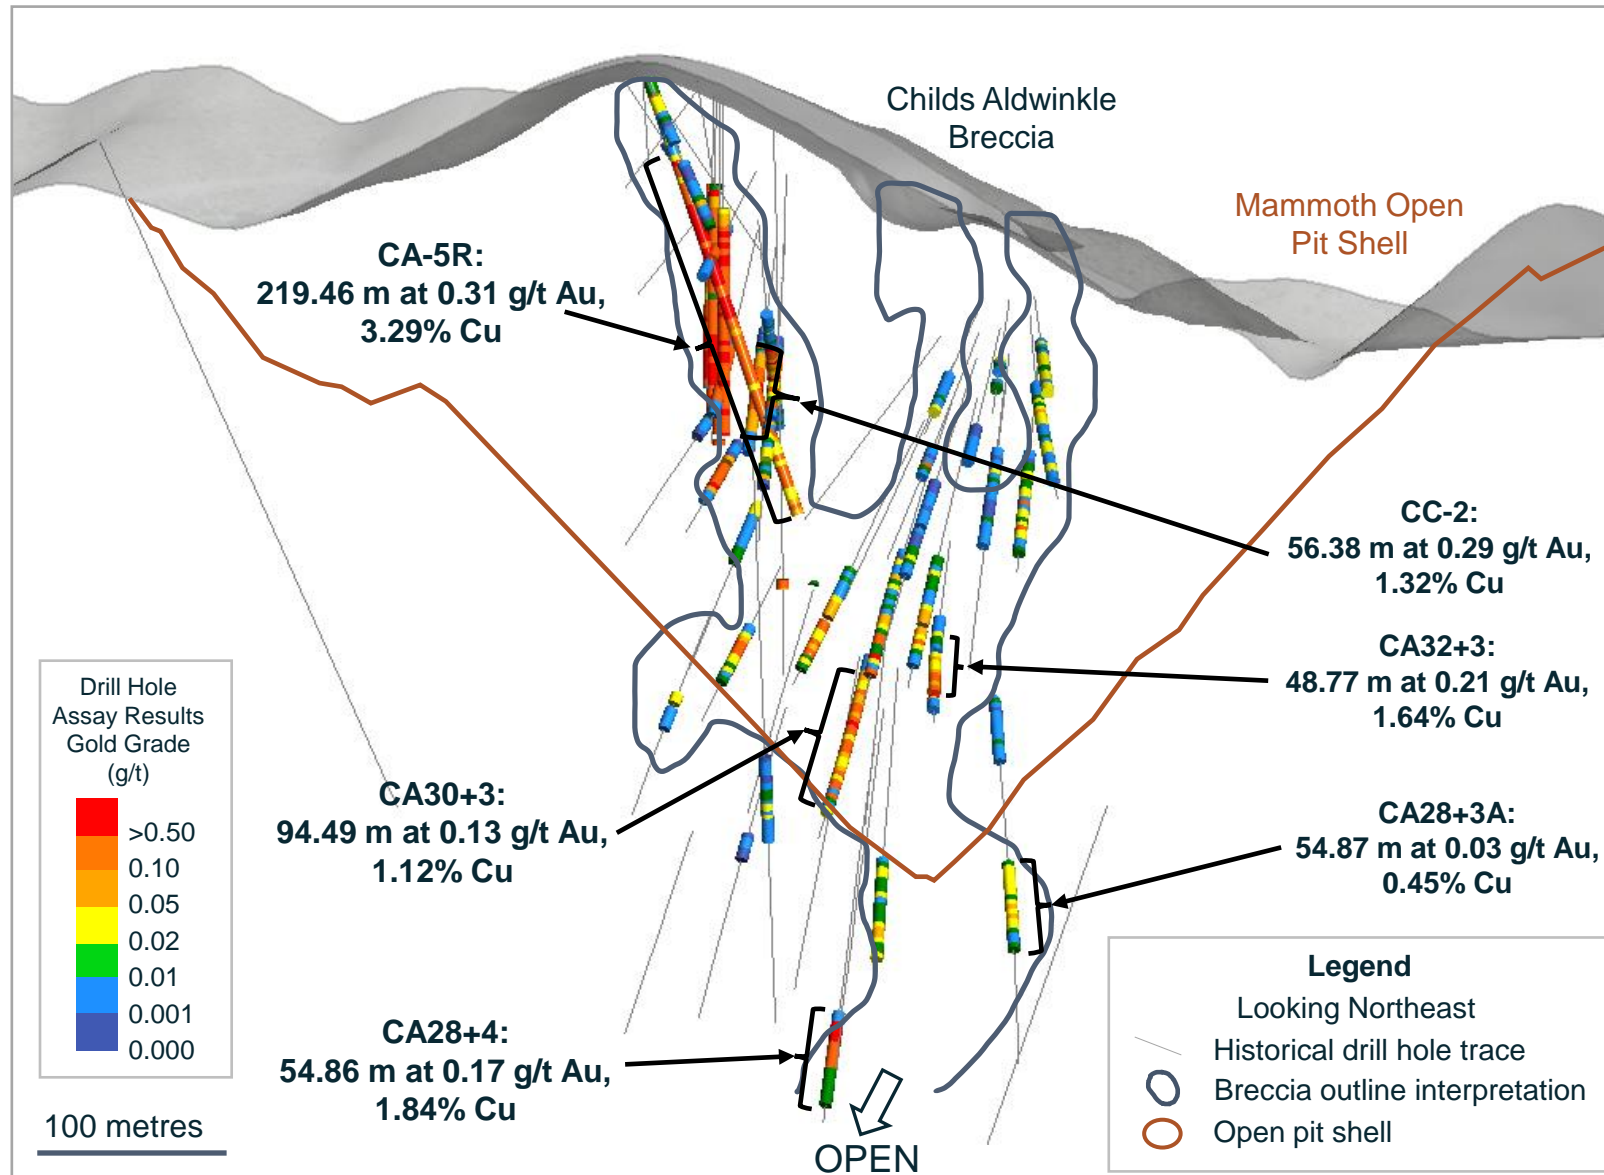 Childs Aldwinkle
Breccia
Mammoth Open
Pit Shell
CA-5R:
219.46 m at 0.31 g/t Au,
3.29% Cu
CC-2:
56.38 m at 0.29 g/t Au,
1.32% Cu
CA32+3:
48.77 m at 0.21 g/t Au,
1.64% Cu
CA30+3:
94.49 m at 0.13 g/t Au,
1.12% Cu
CA28+3A:
54.87 m at 0.03 g/t Au,
0.45% Cu
CA28+4:
54.86 m at 0.17 g/t Au,
1.84% Cu
Drill Hole
Assay Results
Gold Grade
(g/t)
>0.50
0.10
0.05
0.02
0.01
0.001
0.000
100 metres
OPEN
Legend
Looking Northeast
Historical drill hole trace
Breccia outline interpretation
Open pit shell